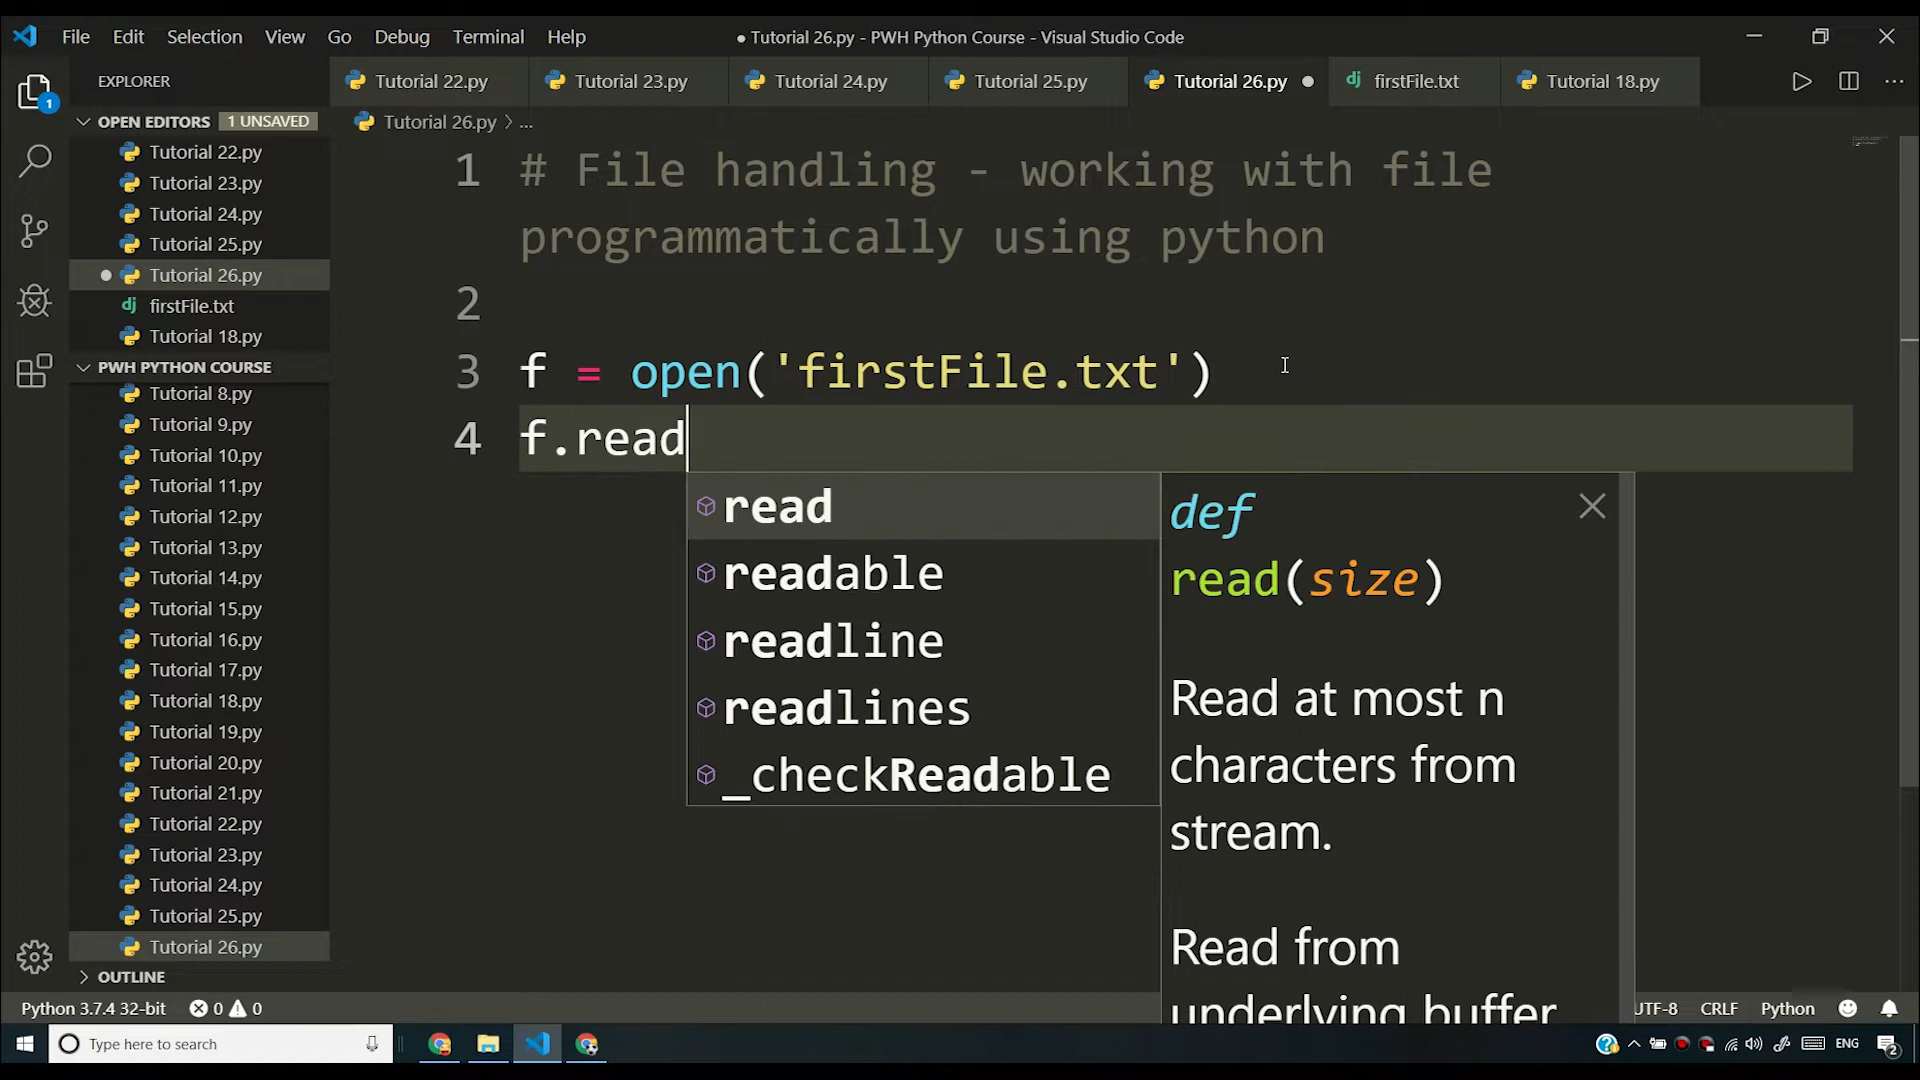 File Edit Selection View Go Debug Terminal Help
● Tutorial 26.py - PWH Python Course - Visual Studio Code
EXPLORER
Tutorial 22.py Tutorial 23.py Tutorial 24.py Tutorial 25.py Tutorial 26.py firstFile.txt Tutorial 18.py
1
OPEN EDITORS 1 UNSAVED
Tutorial 22.py
Tutorial 23.py
Tutorial 24.py
Tutorial 25.py
Tutorial 26.py
firstFile.txt
Tutorial 18.py
PWH PYTHON COURSE
Tutorial 8.py
Tutorial 9.py
Tutorial 10.py
Tutorial 11.py
Tutorial 12.py
Tutorial 13.py
Tutorial 14.py
Tutorial 15.py
Tutorial 16.py
Tutorial 17.py
Tutorial 18.py
Tutorial 19.py
Tutorial 20.py
Tutorial 21.py
Tutorial 22.py
Tutorial 23.py
Tutorial 24.py
Tutorial 25.py
Tutorial 26.py
OUTLINE
Tutorial 26.py > ...
1 # File handling - working with file
programmatically using python
2
3 f = open('firstFile.txt')
4 f.read
read
readable
readline
readlines
_checkReadable
def
read(size)
Read at most n
characters from
stream.
Read from
underlying buffer
Python 3.7.4 32-bit 0 0
UTF-8 CRLF Python
Type here to search
ENG 2